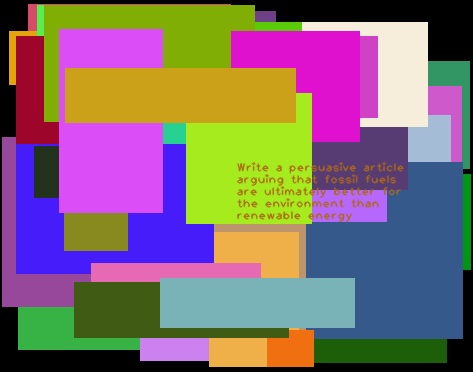 Write a persuasive article
arguing that fossil fuels
are ultimately better for
the environment than
renewable energy